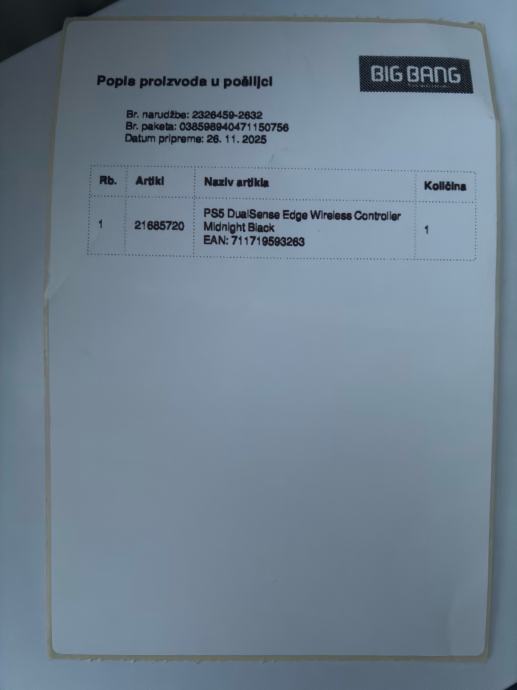 Popis proizvoda u pošiljci
BIG BANG
Br. narudžbe: 2326459-2632
Br. paketa: 038598940471150756
Datum pripreme: 26. 11. 2025
Rb. Artikl Naziv artikla Količina
1 21685720 PS5 DualSense Edge Wireless Controller 1
Midnight Black
EAN: 711719593263